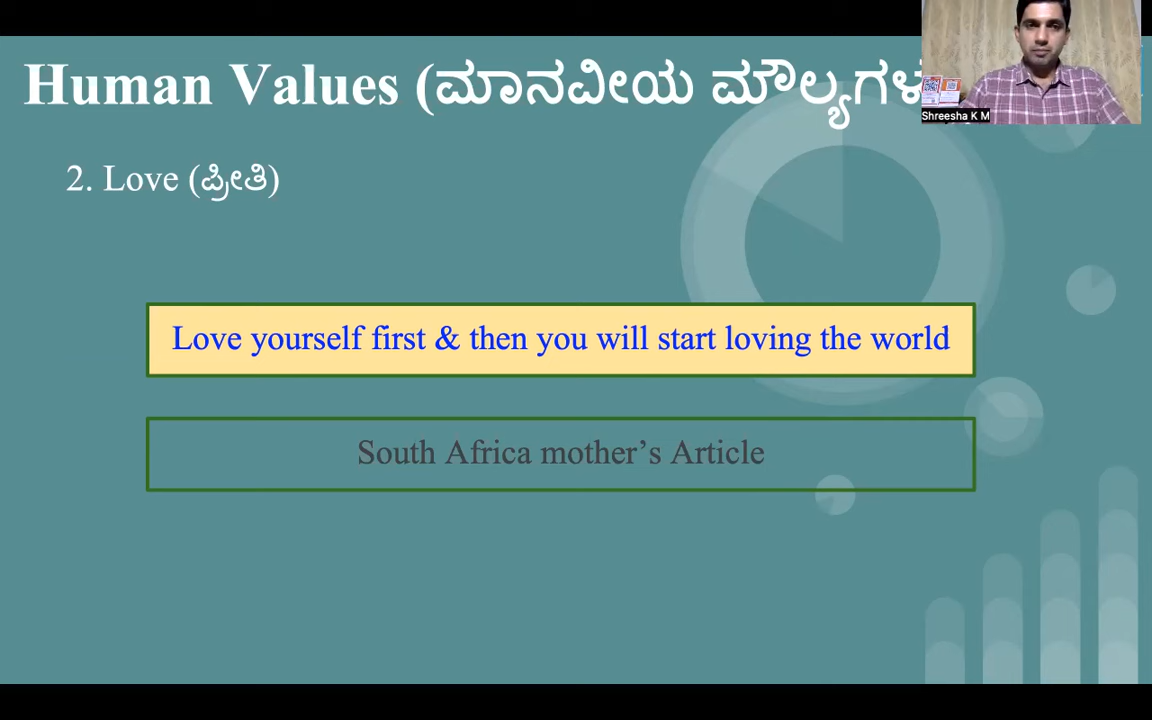 Human Values (ಮಾನವೀಯ ಮೌಲ್ಯಗಳ
Shreesha K M
2. Love (ಪ್ರೀತಿ)
Love yourself first & then you will start loving the world
South Africa mother’s Article